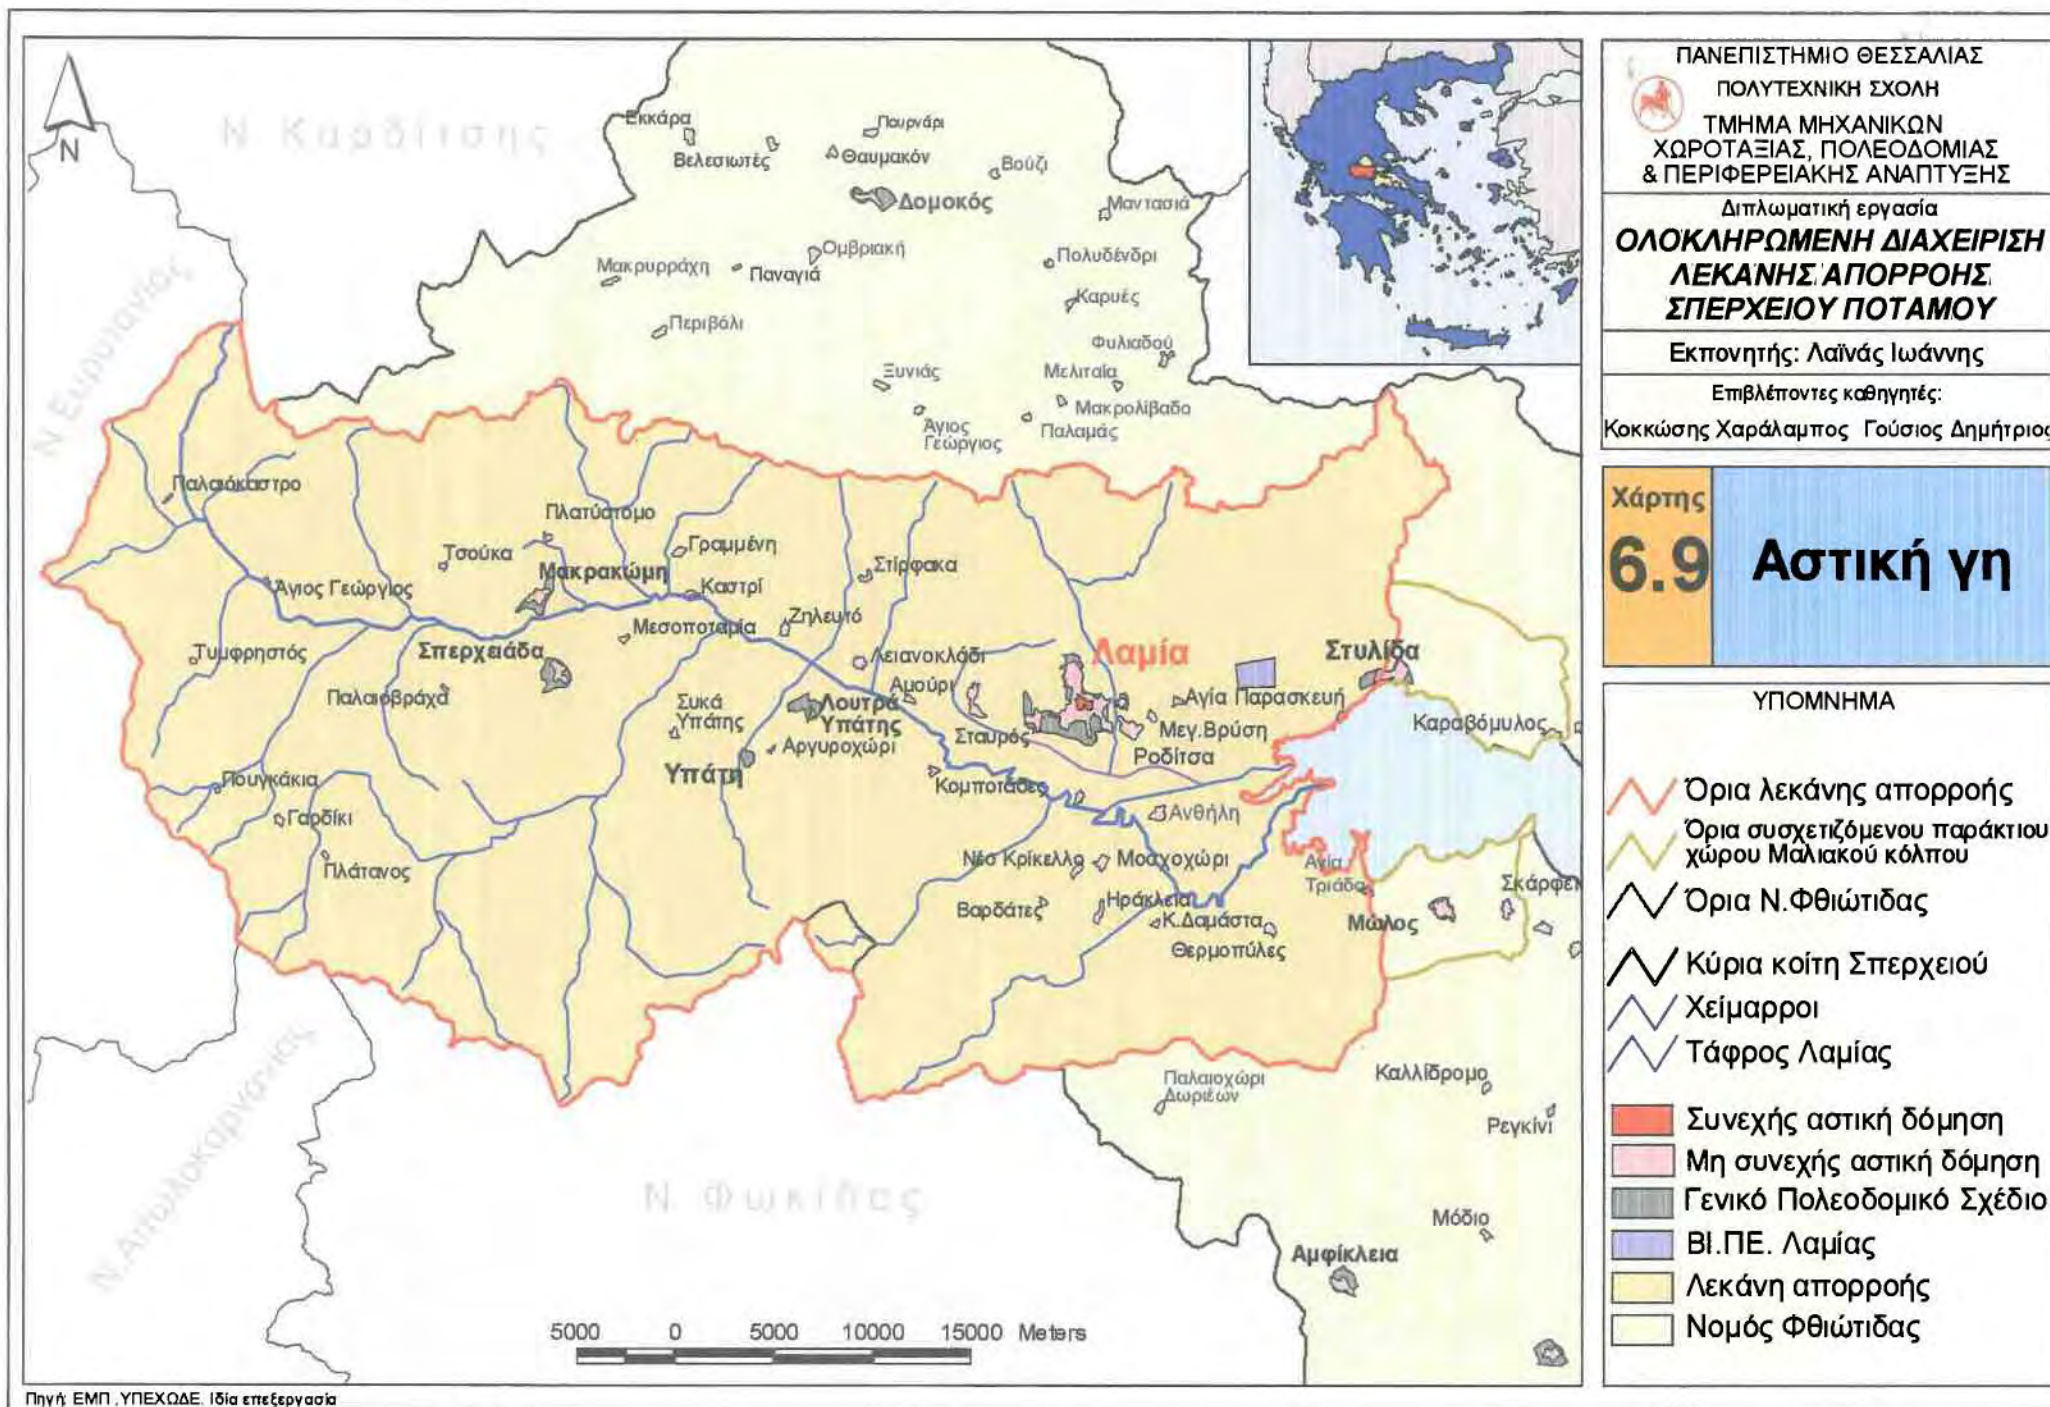 Ν. Καρδίτσης
Ν Ευρυτανίας
Ν.Αιτωλοακαρνανίας
Ν. Φωκίδας
N
Εκκάρα
Βελεσιωτές
Πουρνάρι
Θαυμακόν
Βούζι
Δομοκός
Μαντασιά
Ομβριακή
Μακρυρράχη
Παναγιά
Πολυδένδρι
Καρυές
Περιβόλι
Φυλιαδού
Ξυνιάς
Μελιταία
Μακρολίβαδο
Άγιος
Γεώργιος
Παλαμάς
Παλαιόκαστρο
Πλατύστομο
Τσούκα
Γραμμένη
Στίρφακα
Μακρακώμη
Άγιος Γεώργιος
Καστρί
Ζηλευτό
Μεσοποταμία
Τυμφρηστός
Σπερχειάδα
Λειανοκλάδι
Λαμία
Στυλίδα
Παλαιοβράχα
Συκά
Υπάτης
Λουτρά
Υπάτης
Αμούρι
Αγία Παρασκευή
Μεγ.Βρύση
Καραβόμυλος
Σταυρός
Αργυροχώρι
Ροδίτσα
Υπάτη
Πουγκάκια
Κομποτάδες
Γαρδίκι
Ανθήλη
Πλάτανος
Νέο Κρίκελλο
Μοσχοχώρι
Αγία
Τριάδα
Σκάρφεια
Βαρδάτες
Ηράκλεια
Κ.Δαμάστα
Μώλος
Θερμοπύλες
Παλαιοχώρι
Δωριέων
Καλλίδρομο
Ρεγκίνι
Μόδιο
Αμφίκλεια
5000 0 5000 10000 15000 Meters
Πηγή: ΕΜΠ ,ΥΠΕΧΩΔΕ. Ιδία επεξεργασία
ΠΑΝΕΠΙΣΤΗΜΙΟ ΘΕΣΣΑΛΙΑΣ
ΠΟΛΥΤΕΧΝΙΚΗ ΣΧΟΛΗ
ΤΜΗΜΑ ΜΗΧΑΝΙΚΩΝ
ΧΩΡΟΤΑΞΙΑΣ, ΠΟΛΕΟΔΟΜΙΑΣ
& ΠΕΡΙΦΕΡΕΙΑΚΗΣ ΑΝΑΠΤΥΞΗΣ
Διπλωματική εργασία
ΟΛΟΚΛΗΡΩΜΕΝΗ ΔΙΑΧΕΙΡΙΣΗ
ΛΕΚΑΝΗΣ ΑΠΟΡΡΟΗΣ
ΣΠΕΡΧΕΙΟΥ ΠΟΤΑΜΟΥ
Εκπονητής: Λαϊνάς Ιωάννης
Επιβλέποντες καθηγητές:
Κοκκώσης Χαράλαμπος Γούσιος Δημήτριος
Χάρτης
6.9
Αστική γη
ΥΠΟΜΝΗΜΑ
Όρια λεκάνης απορροής
Όρια συσχετιζόμενου παράκτιου
χώρου Μαλιακού κόλπου
Όρια Ν.Φθιώτιδας
Κύρια κοίτη Σπερχειού
Χείμαρροι
Τάφρος Λαμίας
Συνεχής αστική δόμηση
Μη συνεχής αστική δόμηση
Γενικό Πολεοδομικό Σχέδιο
ΒΙ.ΠΕ. Λαμίας
Λεκάνη απορροής
Νομός Φθιώτιδας